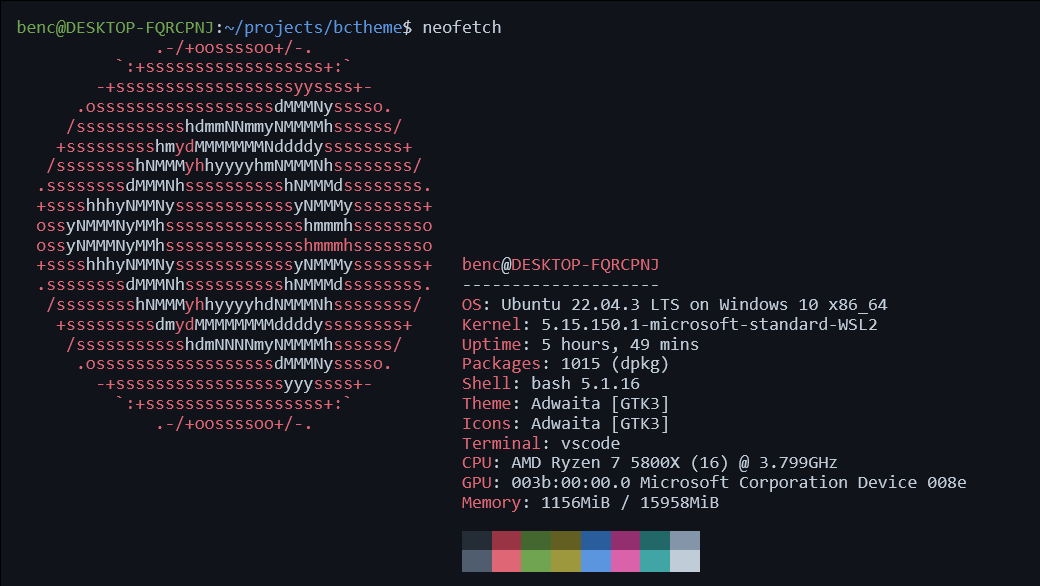 benc@DESKTOP-FQRCPNJ:~/projects/bctheme$ neofetch
            .-/+oossssoo+/-.
        `:+ssssssssssssssssss+:`
      -+ssssssssssssssssssyyssss+-
    .ossssssssssssssssssdMMMNysssso.
   /ssssssssssshdmmNNmmyNMMMMhssssss/
  +ssssssssshmydMMMMMMMNddddyssssssss+
 /sssssssshNMMMyhhyyyyhmNMMMNhssssssss/
.ssssssssdMMMNhsssssssssshNMMMdssssssss.
+sssshhhyNMMNyssssssssssssyNMMMysssssss+
ossyNMMMNyMMhsssssssssssssshmmmhssssssso
ossyNMMMNyMMhsssssssssssssshmmmhssssssso
+sssshhhyNMMNyssssssssssssyNMMMysssssss+   benc@DESKTOP-FQRCPNJ
.ssssssssdMMMNhsssssssssshNMMMdssssssss.   --------------------
 /sssssssshNMMMyhhyyyyhdNMMMNhssssssss/    OS: Ubuntu 22.04.3 LTS on Windows 10 x86_64
  +sssssssssdmydMMMMMMMMddddyssssssss+     Kernel: 5.15.150.1-microsoft-standard-WSL2
   /ssssssssssshdmNNNNmyNMMMMhssssss/      Uptime: 5 hours, 49 mins
    .ossssssssssssssssssdMMMNysssso.       Packages: 1015 (dpkg)
      -+sssssssssssssssssyyyssss+-         Shell: bash 5.1.16
        `:+ssssssssssssssssss+:`           Theme: Adwaita [GTK3]
            .-/+oossssoo+/-.               Icons: Adwaita [GTK3]
                                           Terminal: vscode
                                           CPU: AMD Ryzen 7 5800X (16) @ 3.799GHz
                                           GPU: 003b:00:00.0 Microsoft Corporation Device 008e
                                           Memory: 1156MiB / 15958MiB